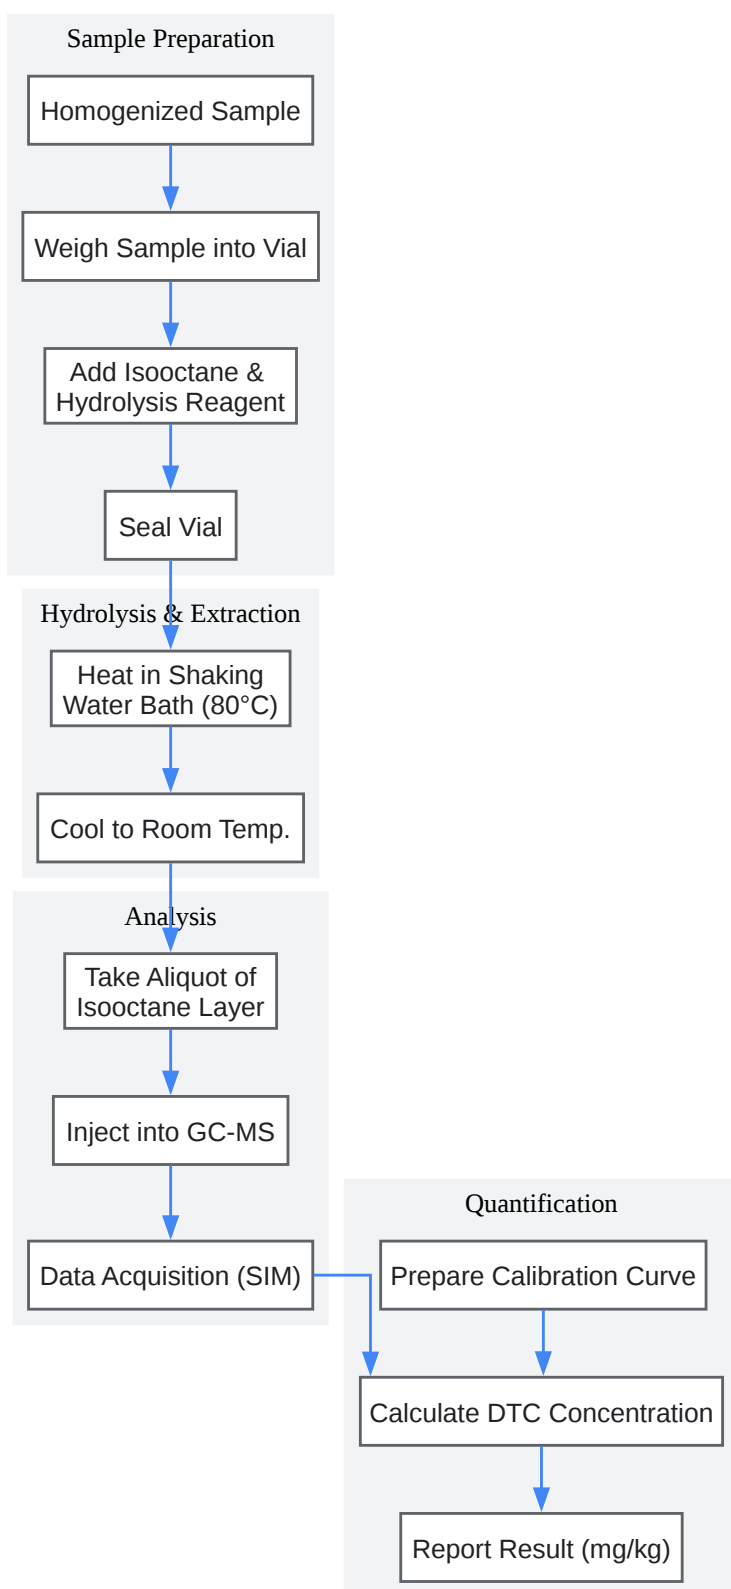 Sample Preparation
Homogenized Sample
Weigh Sample into Vial
Add Isooctane &
Hydrolysis Reagent
Seal Vial
Hydrolysis & Extraction
Heat in Shaking
Water Bath (80°C)
Cool to Room Temp.
Analysis
Take Aliquot of
Isooctane Layer
Inject into GC-MS
Data Acquisition (SIM)
Quantification
Prepare Calibration Curve
Calculate DTC Concentration
Report Result (mg/kg)